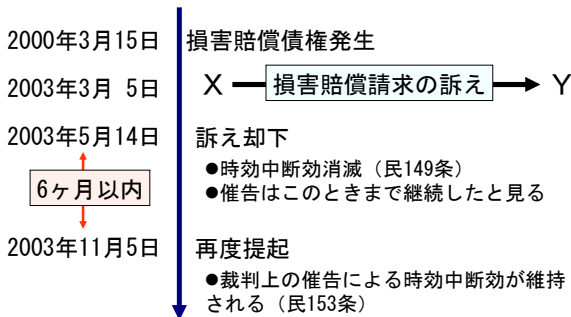 2000年3月15日 損害賠償債権発生
2003年3月 5日 X 損害賠償請求の訴え Y
2003年5月14日 訴え却下
●時効中断効消滅（民149条）
●催告はこのときまで継続したと見る
6ヶ月以内
2003年11月5日 再度提起
●裁判上の催告による時効中断効が維持
される（民153条）